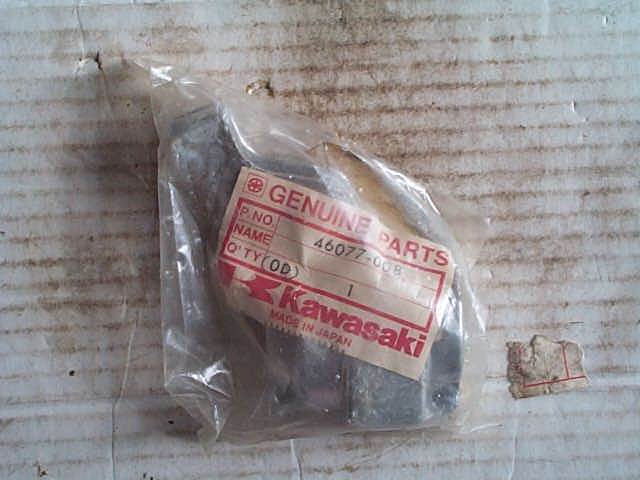 GENUINE PARTS
P.NO.
46077-008
NAME
Q'TY (OD) 1
Kawasaki
MADE IN JAPAN